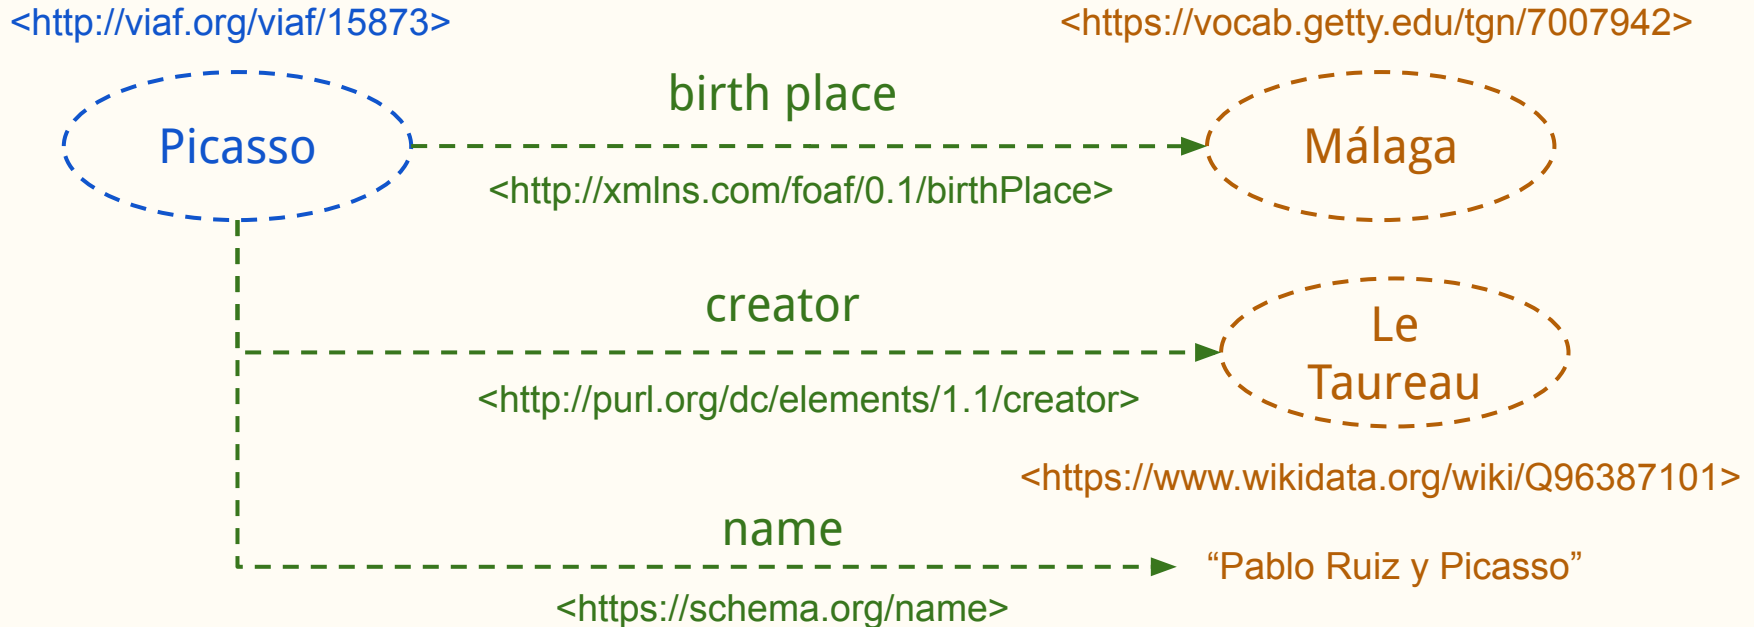 <http://viaf.org/viaf/15873>
<https://vocab.getty.edu/tgn/7007942>
birth place
Picasso
Málaga
<http://xmlns.com/foaf/0.1/birthPlace>
creator
Le
Taureau
<http://purl.org/dc/elements/1.1/creator>
<https://www.wikidata.org/wiki/Q96387101>
name
“Pablo Ruiz y Picasso”
<https://schema.org/name>